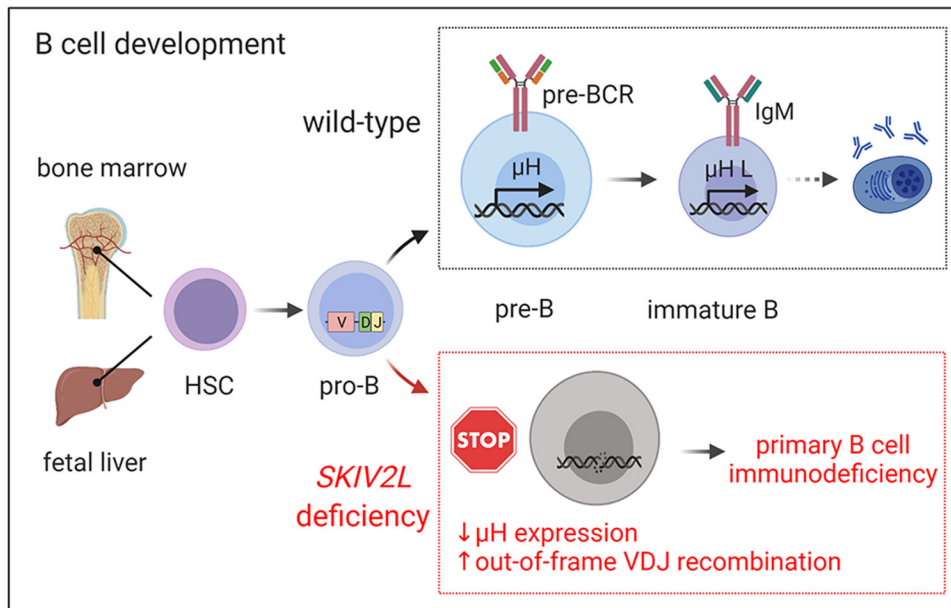 B cell development
bone marrow
fetal liver
HSC
V D J
pro-B
wild-type
pre-BCR
µH
IgM
µH L
pre-B
immature B
SKIV2L
deficiency
STOP
primary B cell
immunodeficiency
↓ µH expression
↑ out-of-frame VDJ recombination